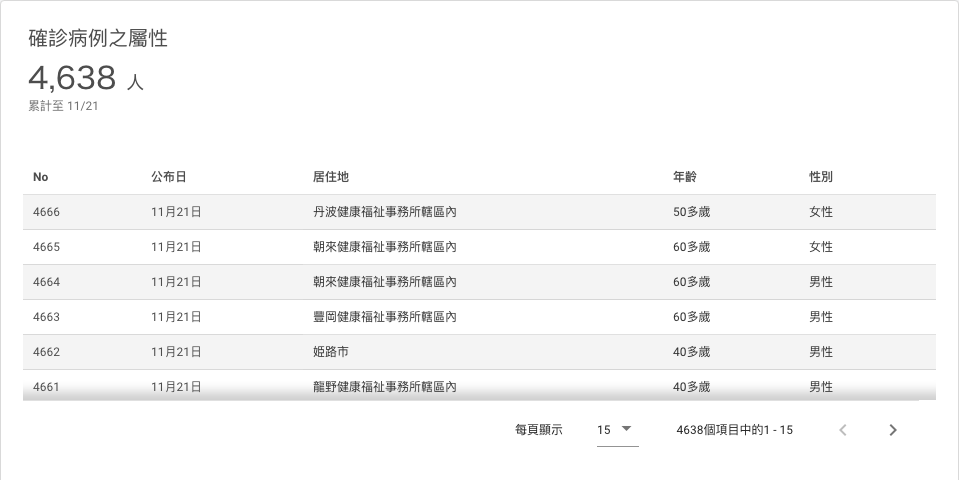 確診病例之屬性
4,638 人
累計至 11/21
No 公布日 居住地 年齡 性別
4666 11月21日 丹波健康福祉事務所轄區內 50多歲 女性
4665 11月21日 朝來健康福祉事務所轄區內 60多歲 女性
4664 11月21日 朝來健康福祉事務所轄區內 60多歲 男性
4663 11月21日 豐岡健康福祉事務所轄區內 60多歲 男性
4662 11月21日 姫路市 40多歲 男性
4661 11月21日 龍野健康福祉事務所轄區內 40多歲 男性
每頁顯示 15 4638個項目中的1 - 15